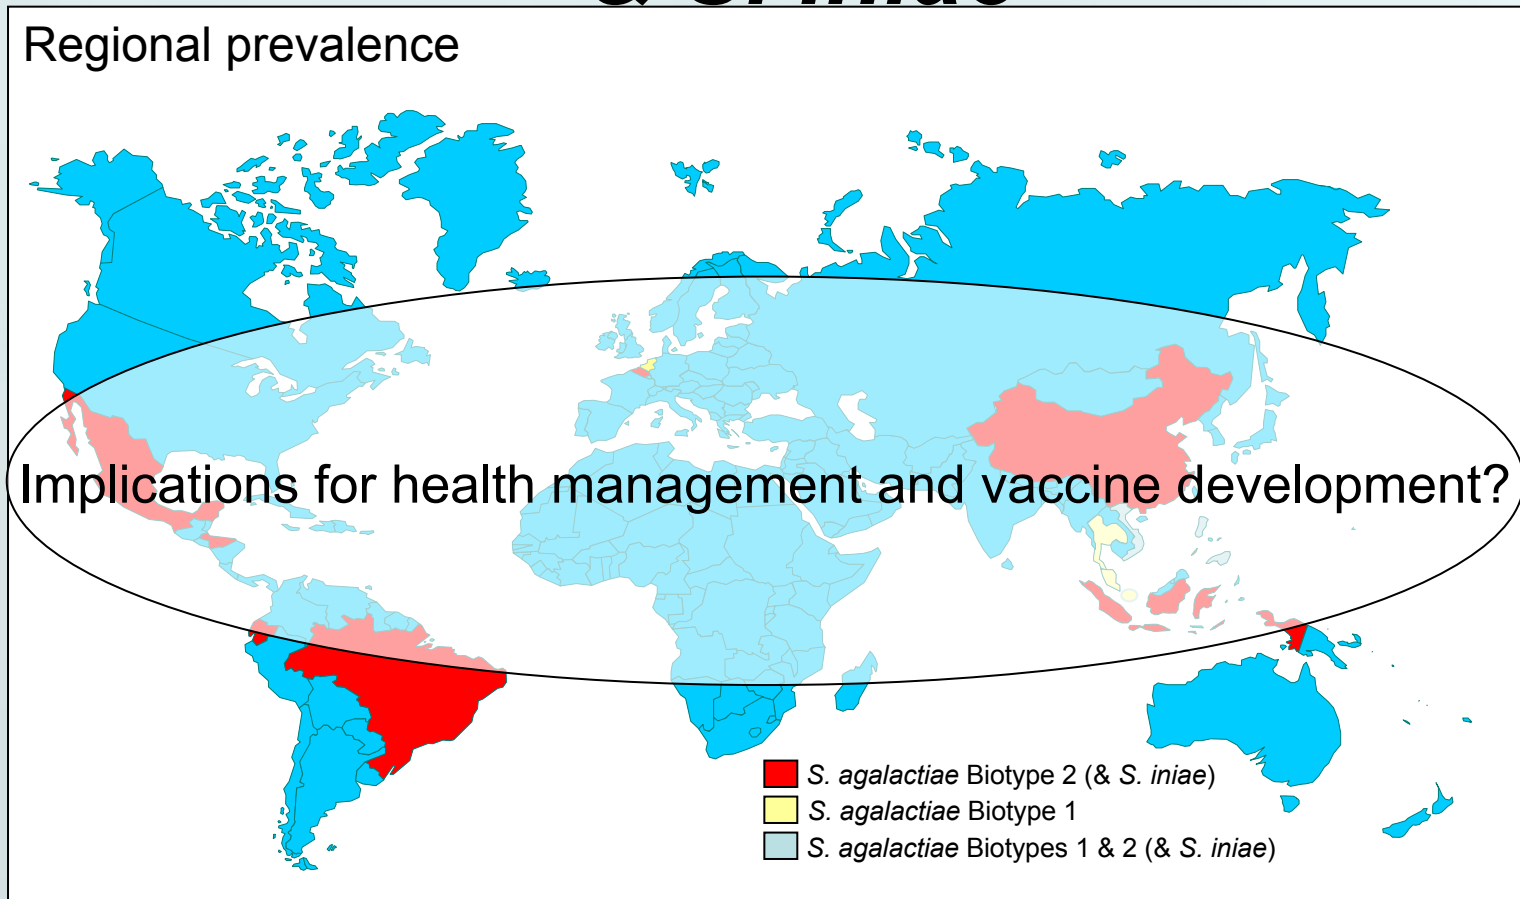 & S. iniae
Regional prevalence
Implications for health management and vaccine development?
S. agalactiae Biotype 2 (& S. iniae)
S. agalactiae Biotype 1
S. agalactiae Biotypes 1 & 2 (& S. iniae)